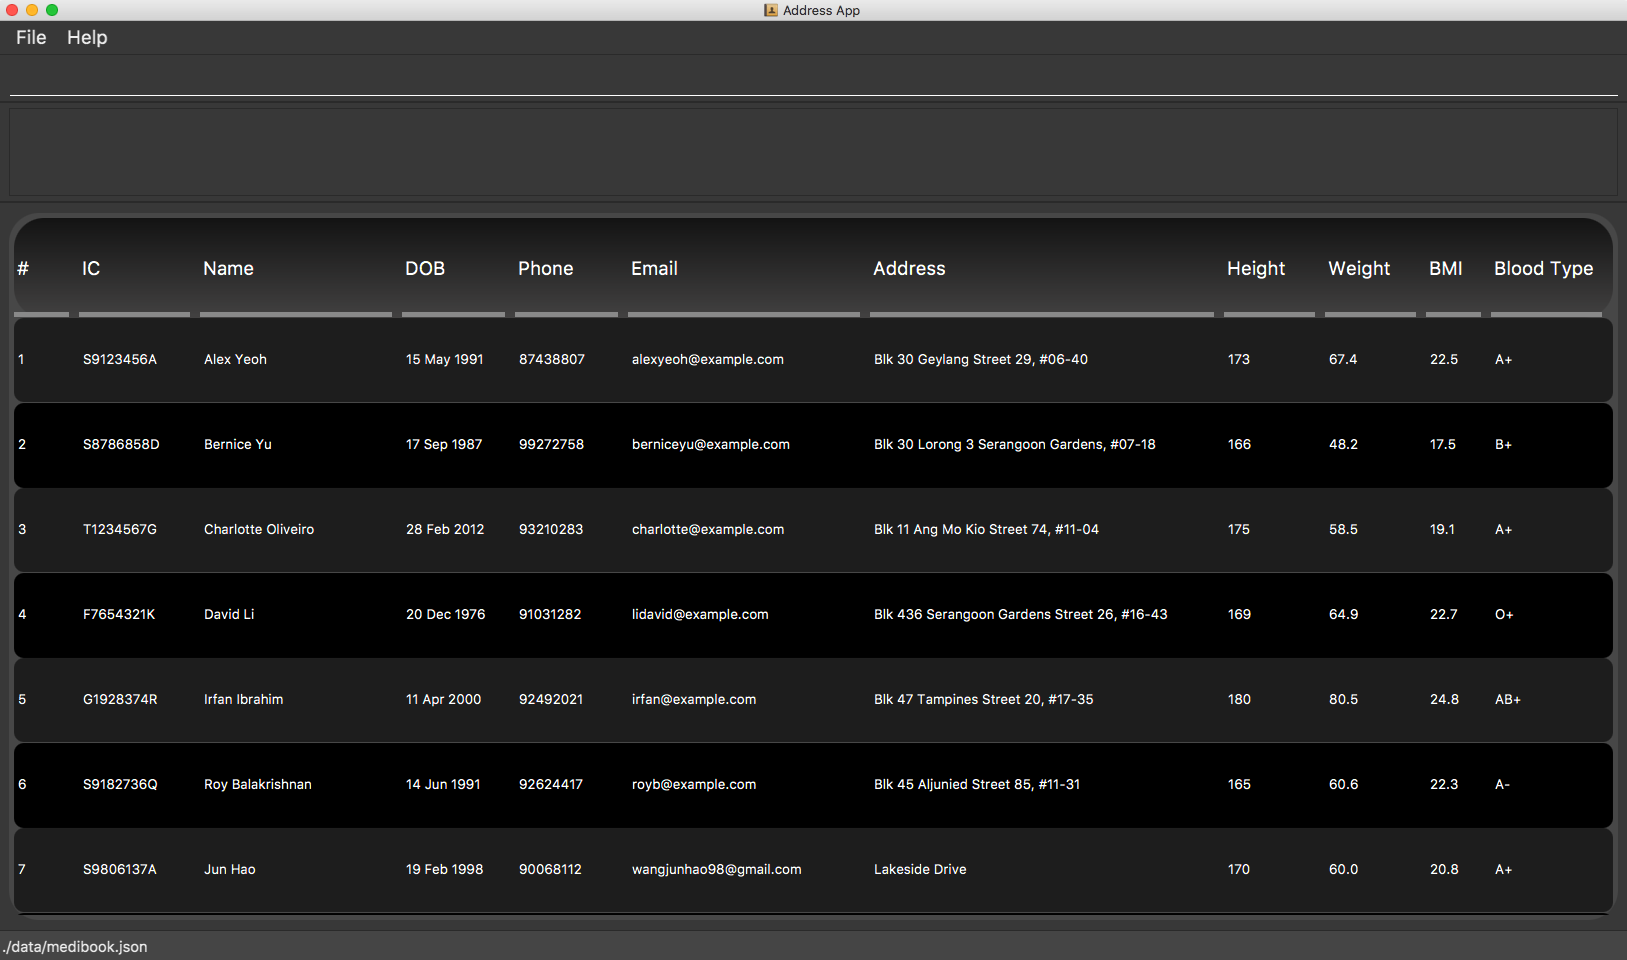 Address App
File Help
# IC Name DOB Phone Email Address Height Weight BMI Blood Type
1 S9123456A Alex Yeoh 15 May 1991 87438807 alexyeoh@example.com Blk 30 Geylang Street 29, #06-40 173 67.4 22.5 A+
2 S8786858D Bernice Yu 17 Sep 1987 99272758 berniceyu@example.com Blk 30 Lorong 3 Serangoon Gardens, #07-18 166 48.2 17.5 B+
3 T1234567G Charlotte Oliveiro 28 Feb 2012 93210283 charlotte@example.com Blk 11 Ang Mo Kio Street 74, #11-04 175 58.5 19.1 A+
4 F7654321K David Li 20 Dec 1976 91031282 lidavid@example.com Blk 436 Serangoon Gardens Street 26, #16-43 169 64.9 22.7 O+
5 G1928374R Irfan Ibrahim 11 Apr 2000 92492021 irfan@example.com Blk 47 Tampines Street 20, #17-35 180 80.5 24.8 AB+
6 S9182736Q Roy Balakrishnan 14 Jun 1991 92624417 royb@example.com Blk 45 Aljunied Street 85, #11-31 165 60.6 22.3 A-
7 S9806137A Jun Hao 19 Feb 1998 90068112 wangjunhao98@gmail.com Lakeside Drive 170 60.0 20.8 A+
./data/medibook.json